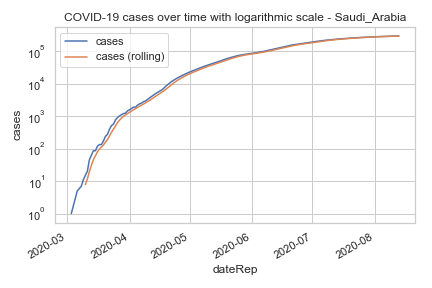 COVID-19 cases over time with logarithmic scale - Saudi_Arabia
cases
cases (rolling)
10^5
10^4
10^3
10^2
10^1
10^0
cases
2020-03
2020-04
2020-05
2020-06
2020-07
2020-08
dateRep